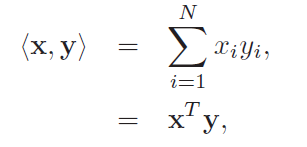 ⟨x, y⟩ = ∑_{i=1}^{N} x_i y_i,
= x^T y,